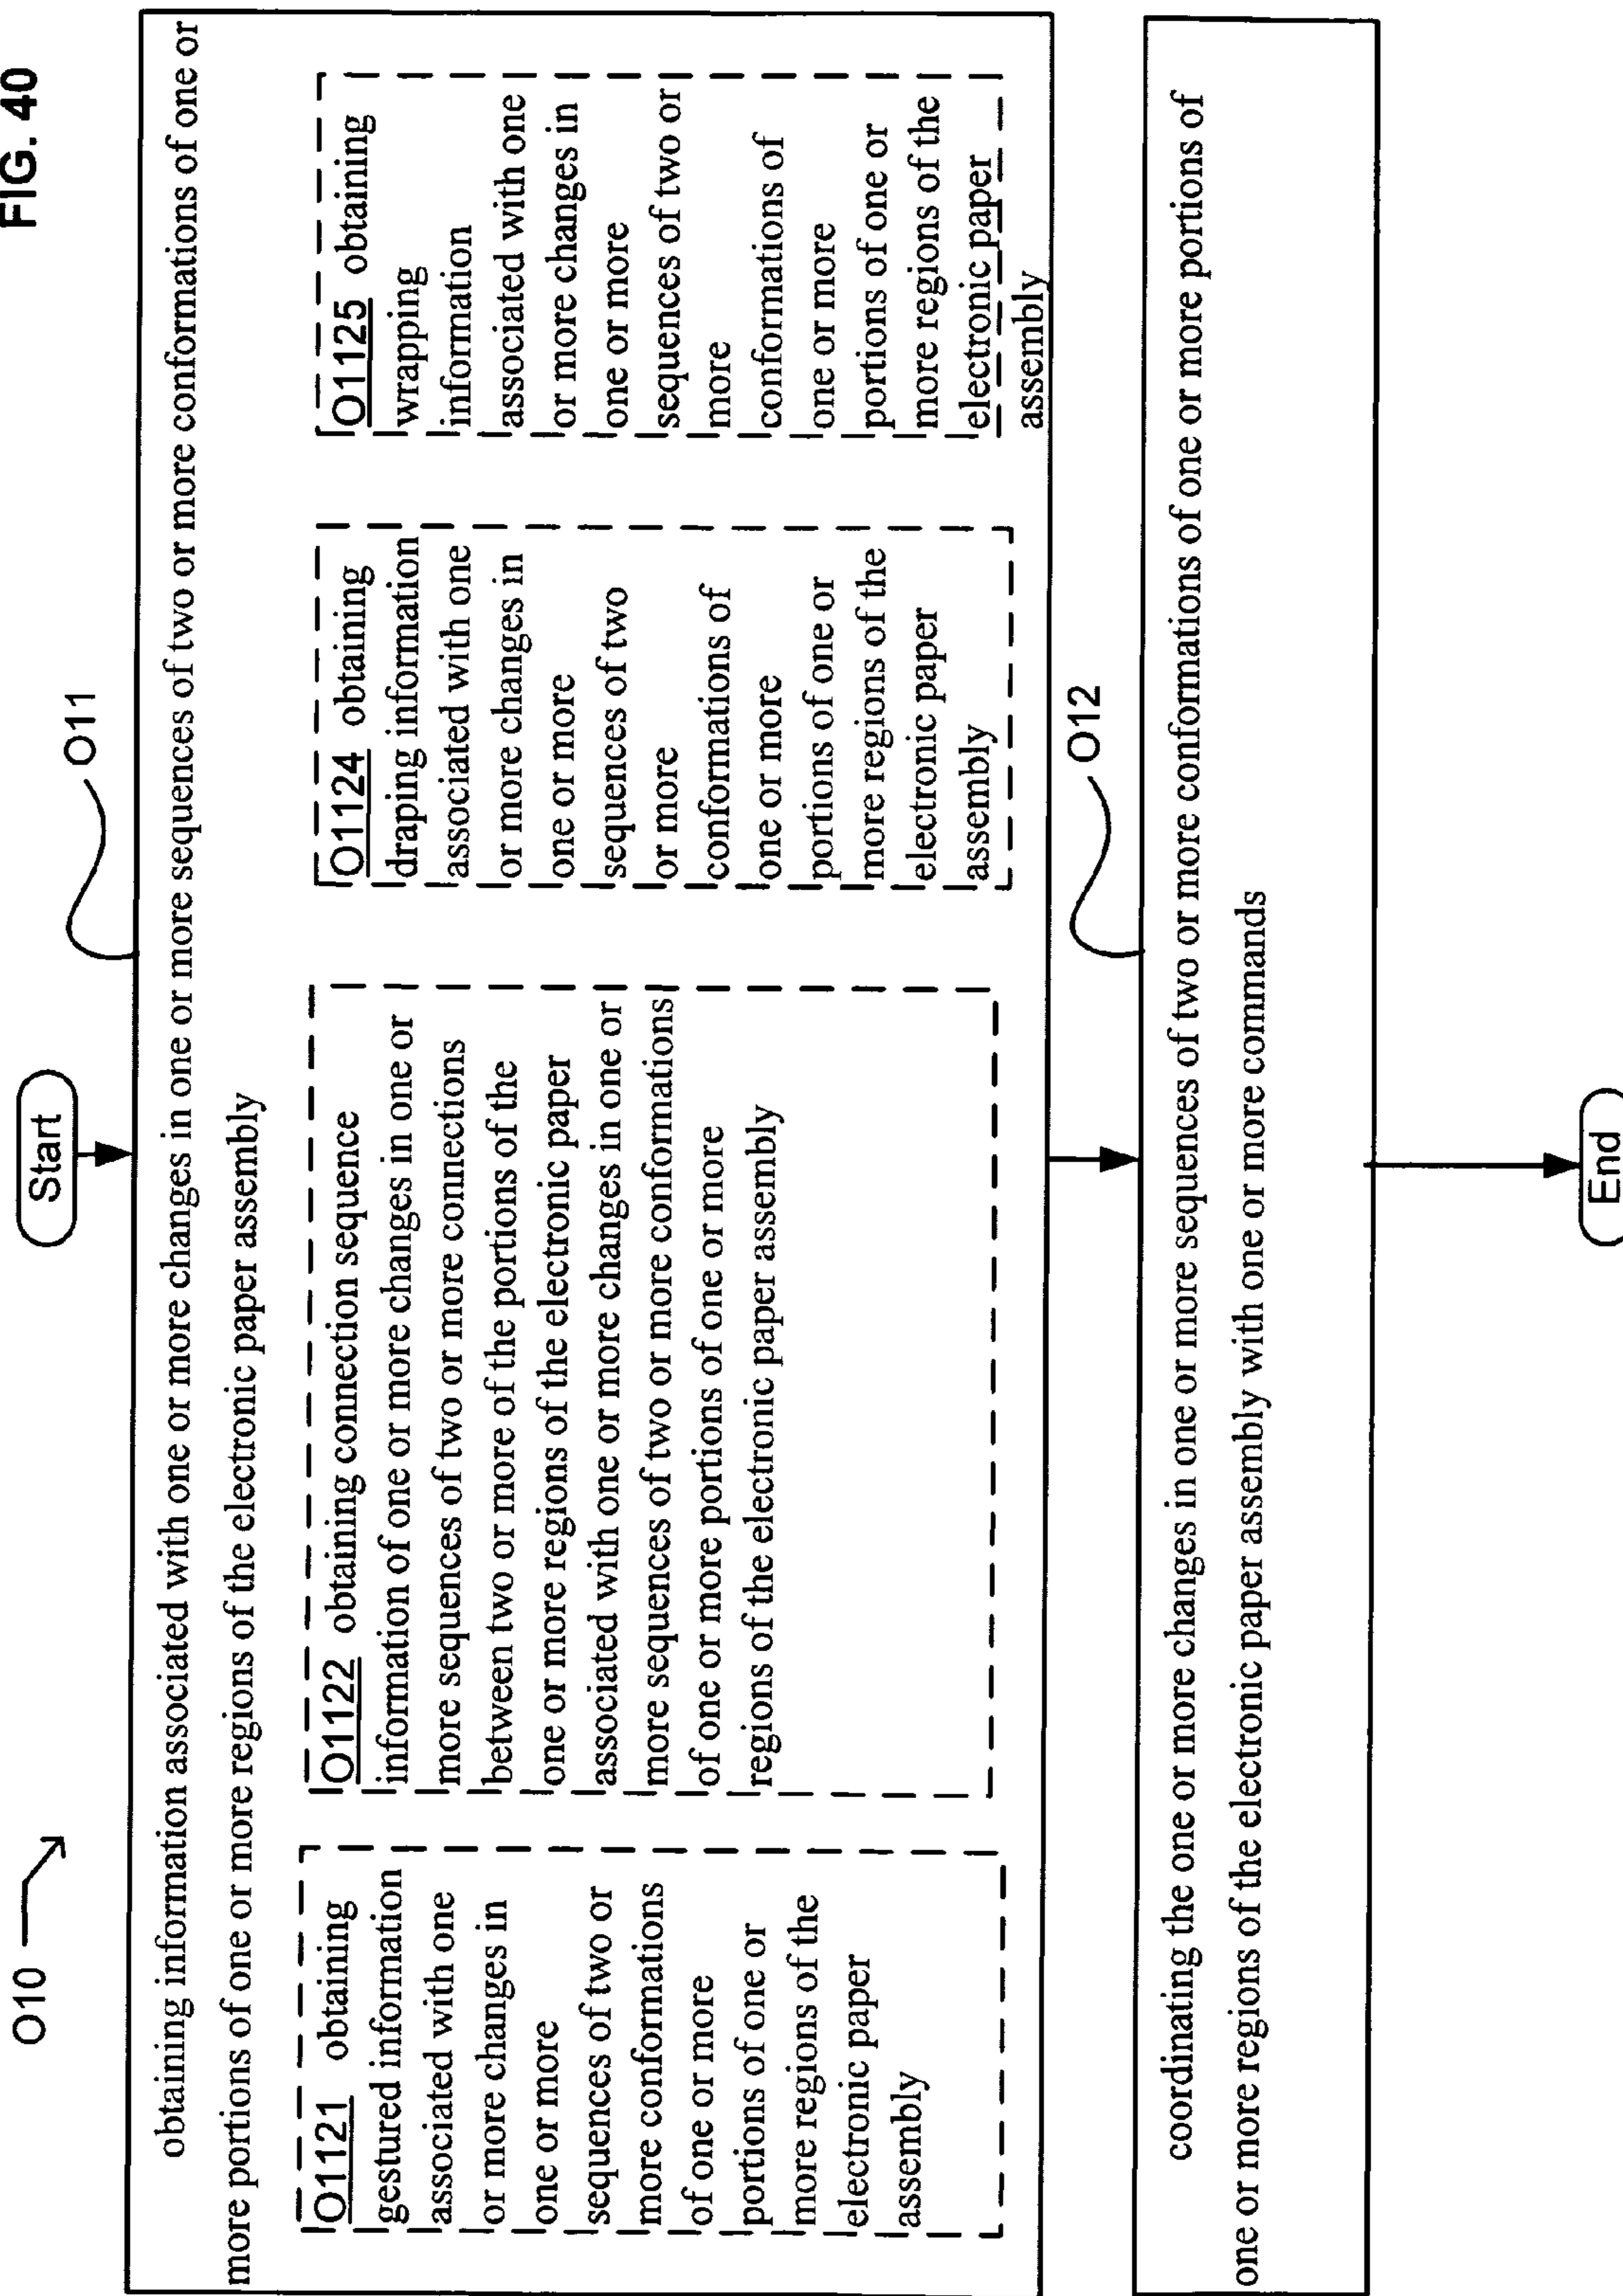 FIG. 40
O10
Start
O11
obtaining information associated with one or more changes in one or more sequences of two or more conformations of one or
more portions of one or more regions of the electronic paper assembly
O1121 obtaining
gestured information
associated with one
or more changes in
one or more
sequences of two or
more conformations
of one or more
portions of one or
more regions of the
electronic paper
assembly
O1122 obtaining connection sequence
information of one or more changes in one or
more sequences of two or more connections
between two or more of the portions of the
one or more regions of the electronic paper
associated with one or more changes in one or
more sequences of two or more conformations
of one or more portions of one or more
regions of the electronic paper assembly
O1124 obtaining
draping information
associated with one
or more changes in
one or more
sequences of two
or more
conformations of
one or more
portions of one or
more regions of the
electronic paper
assembly
O1125 obtaining
wrapping
information
associated with one
or more changes in
one or more
sequences of two or
more
conformations of
one or more
portions of one or
more regions of the
electronic paper
assembly
O12
coordinating the one or more changes in one or more sequences of two or more conformations of one or more portions of
one or more regions of the electronic paper assembly with one or more commands
End